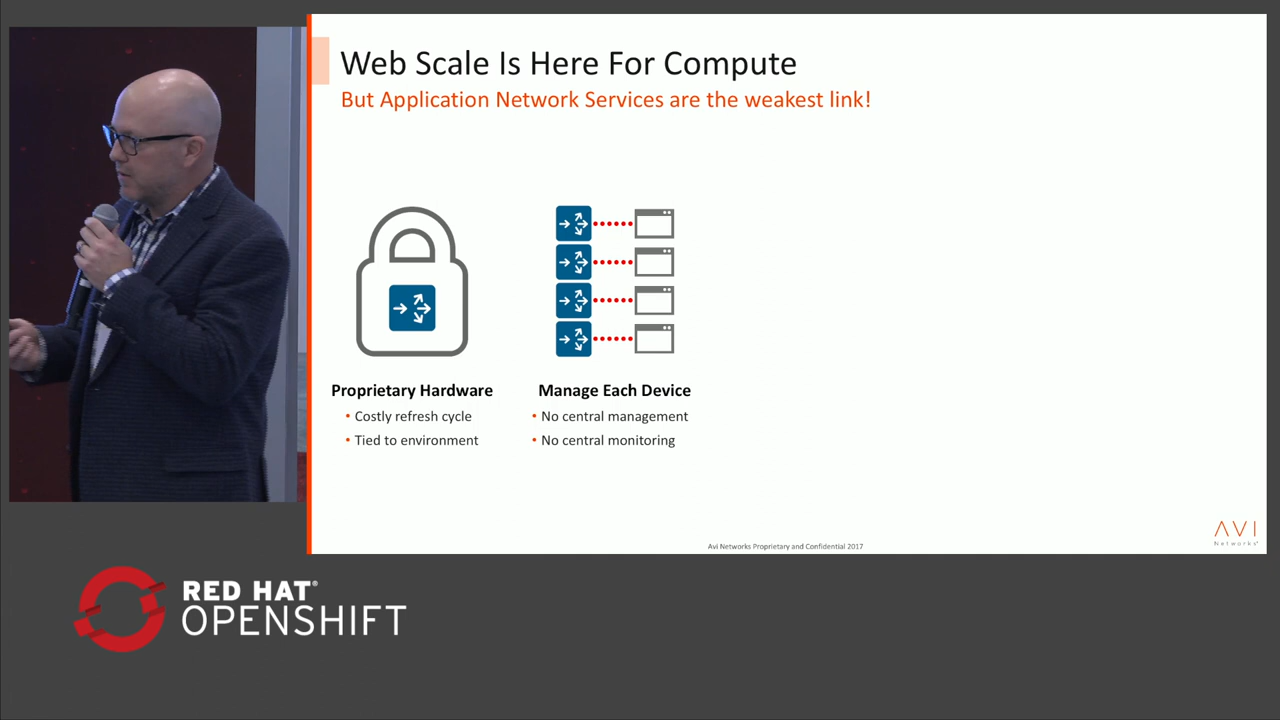 Web Scale Is Here For Compute
But Application Network Services are the weakest link!
Proprietary Hardware
• Costly refresh cycle
• Tied to environment
Manage Each Device
• No central management
• No central monitoring
Avi Networks Proprietary and Confidential 2017
AVI
Networks
RED HAT®
OPENSHIFT